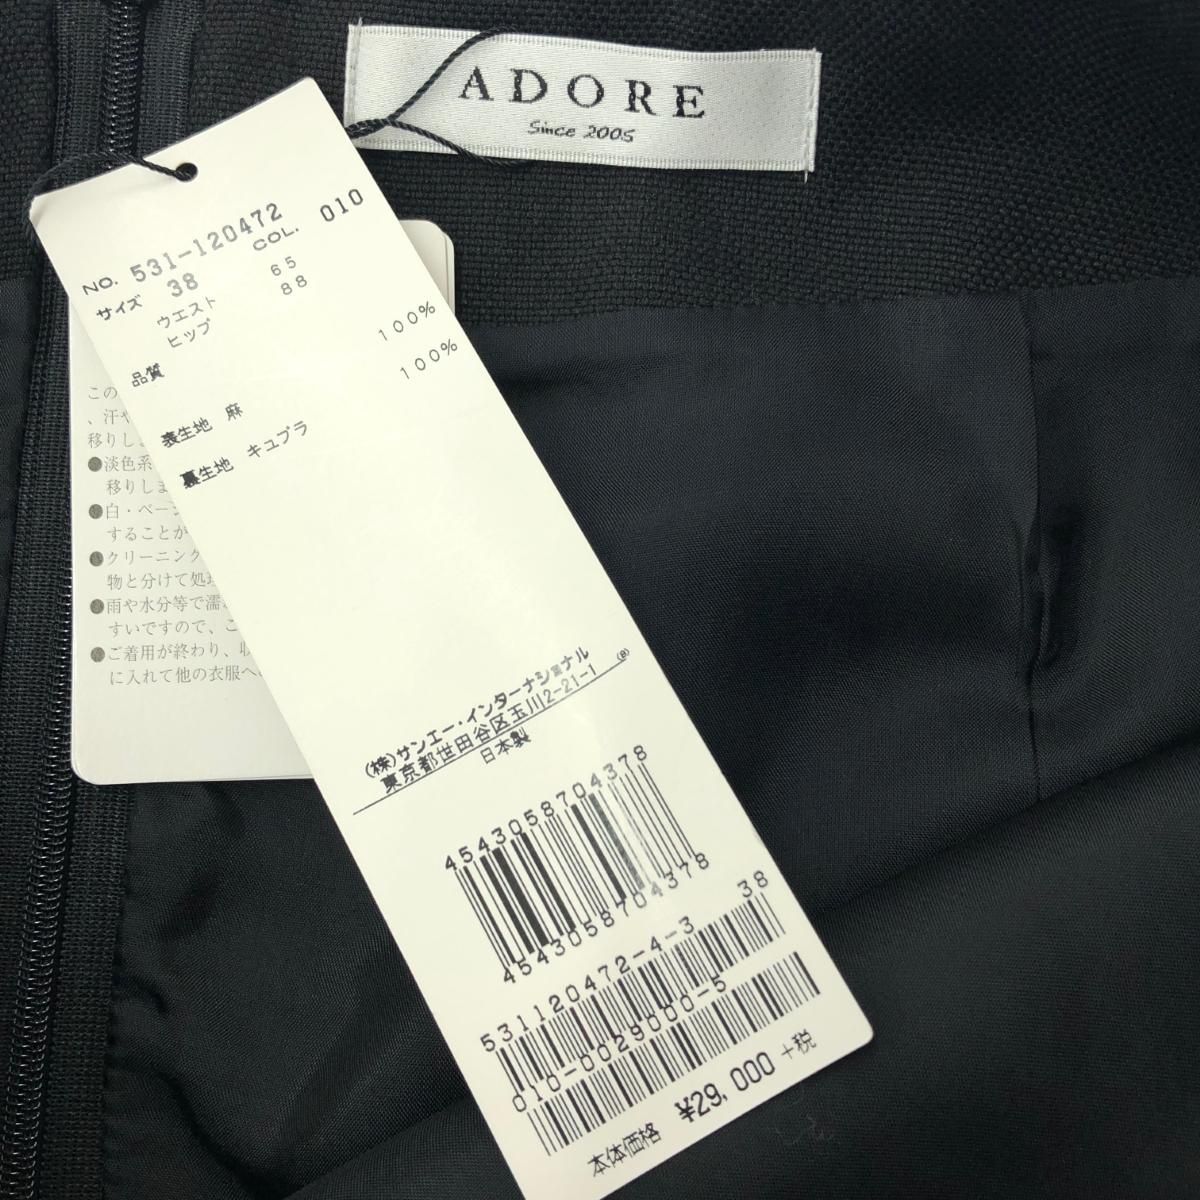 ADORE
Since 2005
NO. 531-120472 COL. 010
サイズ 38
ウエスト 65
ヒップ 88
品質
表生地 麻 100%
裏生地 キュプラ 100%
(株)サンエー・インターナショナル
東京都世田谷区玉川2-21-1 (8)
日本製
4543058704378
4543058704378
531120472-4-3 38
010-0029000-5
本体価格 ¥29,000 +税
この
、汗や
移りしま
●淡色系
移りしま
●白・ベージ
することが
●クリーニング
物と分けて処理
●雨や水分等で濡
すいですので、こ
●ご着用が終わり、収
に入れて他の衣服への